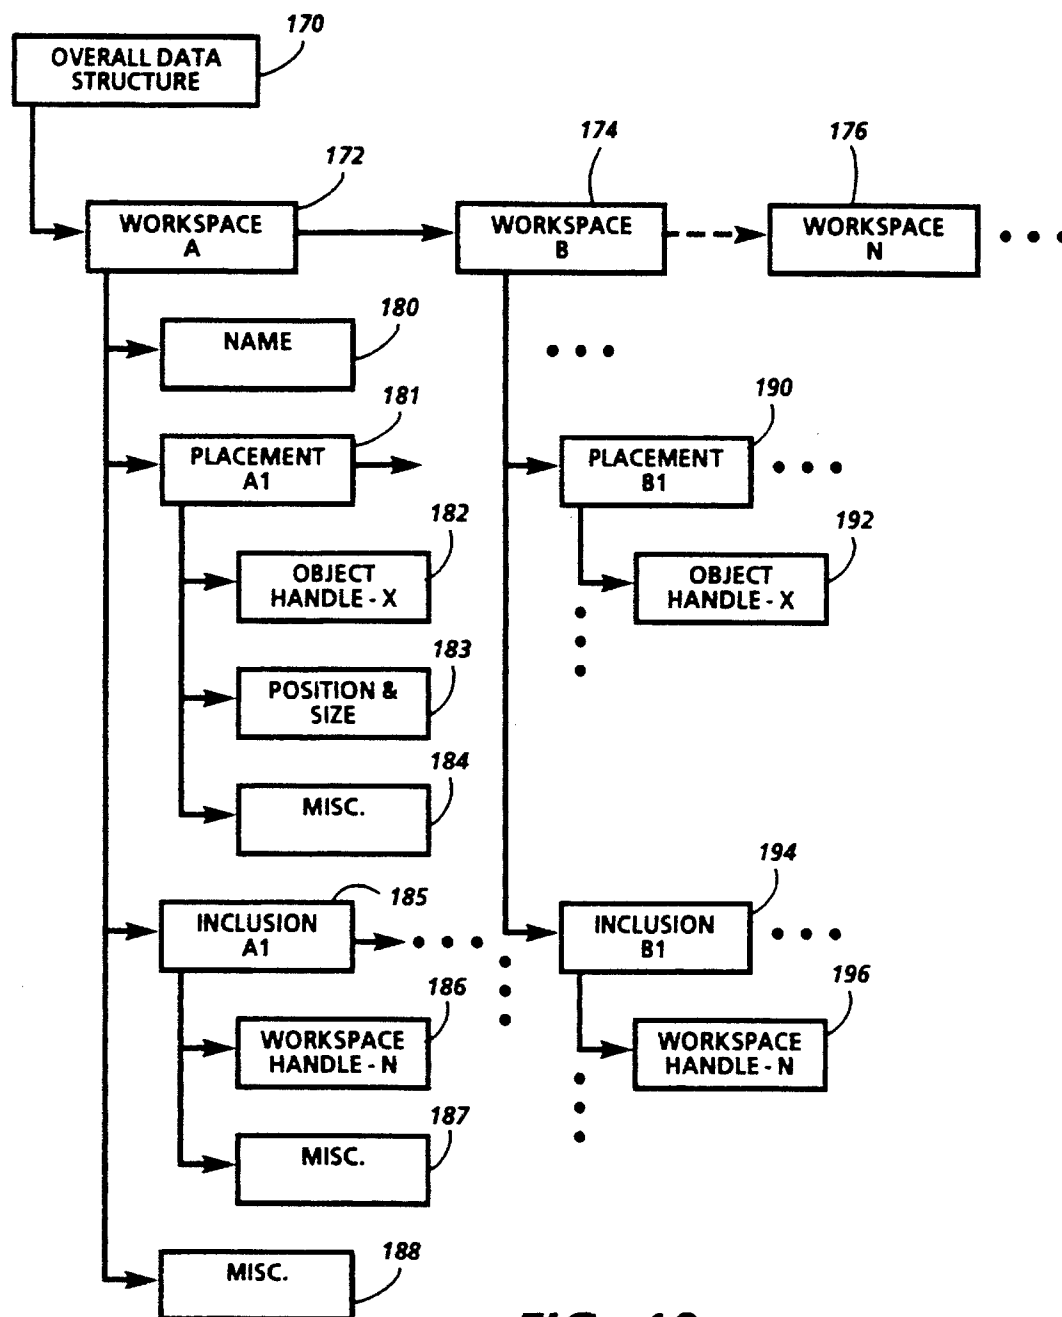 170
OVERALL DATA
STRUCTURE
172
174
176
WORKSPACE
A
WORKSPACE
B
WORKSPACE
N
180
NAME
181
PLACEMENT
A1
190
PLACEMENT
B1
182
OBJECT
HANDLE - X
192
OBJECT
HANDLE - X
183
POSITION &
SIZE
184
MISC.
185
INCLUSION
A1
194
INCLUSION
B1
186
WORKSPACE
HANDLE - N
196
WORKSPACE
HANDLE - N
187
MISC.
188
MISC.